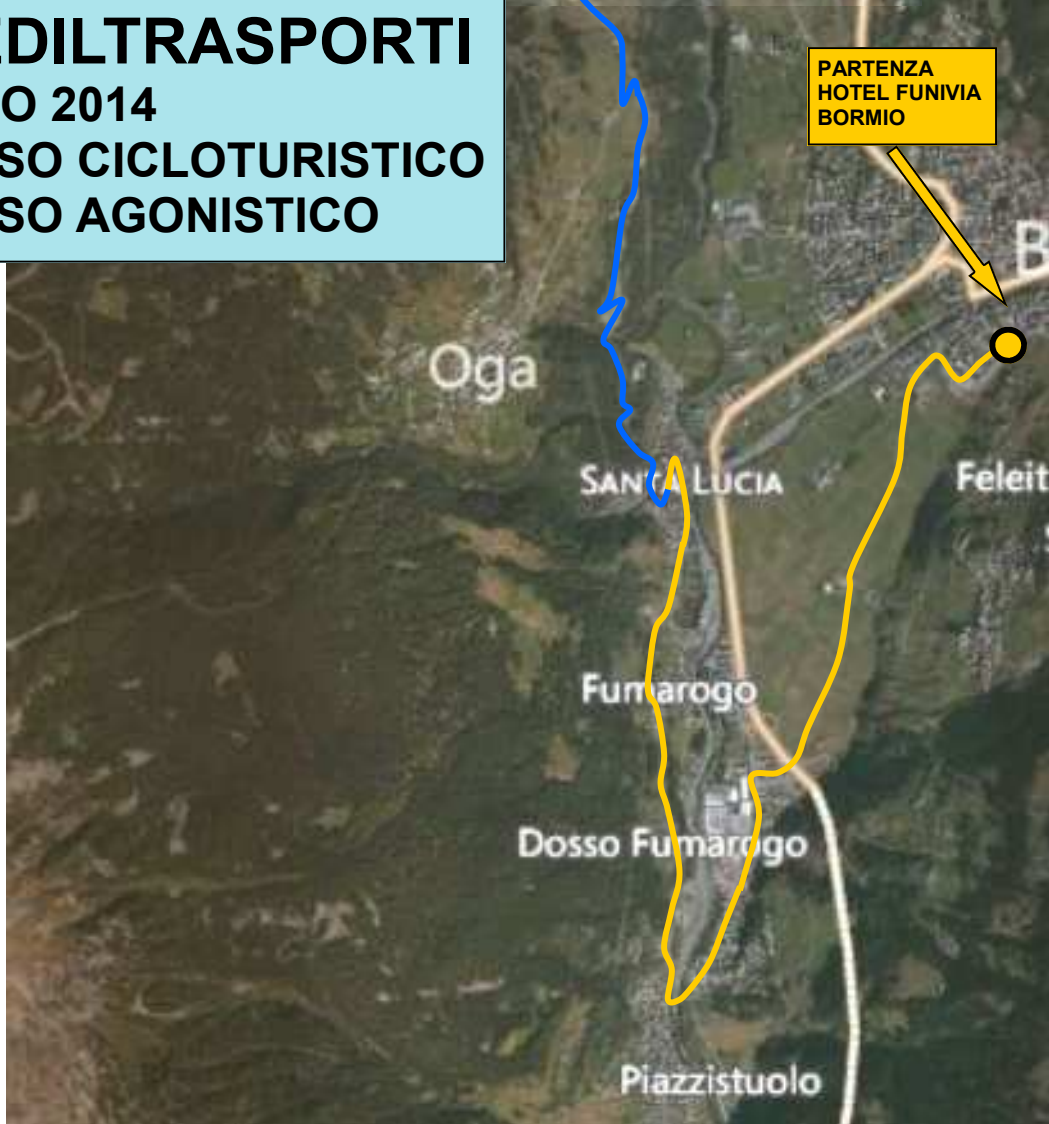 EDILTRASPORTI
O 2014
SO CICLOTURISTICO
SO AGONISTICO
PARTENZA
HOTEL FUNIVIA
BORMIO
B
Oga
SANTA LUCIA
Feleit
Fumarogo
Dosso Fumarogo
Piazzistuolo